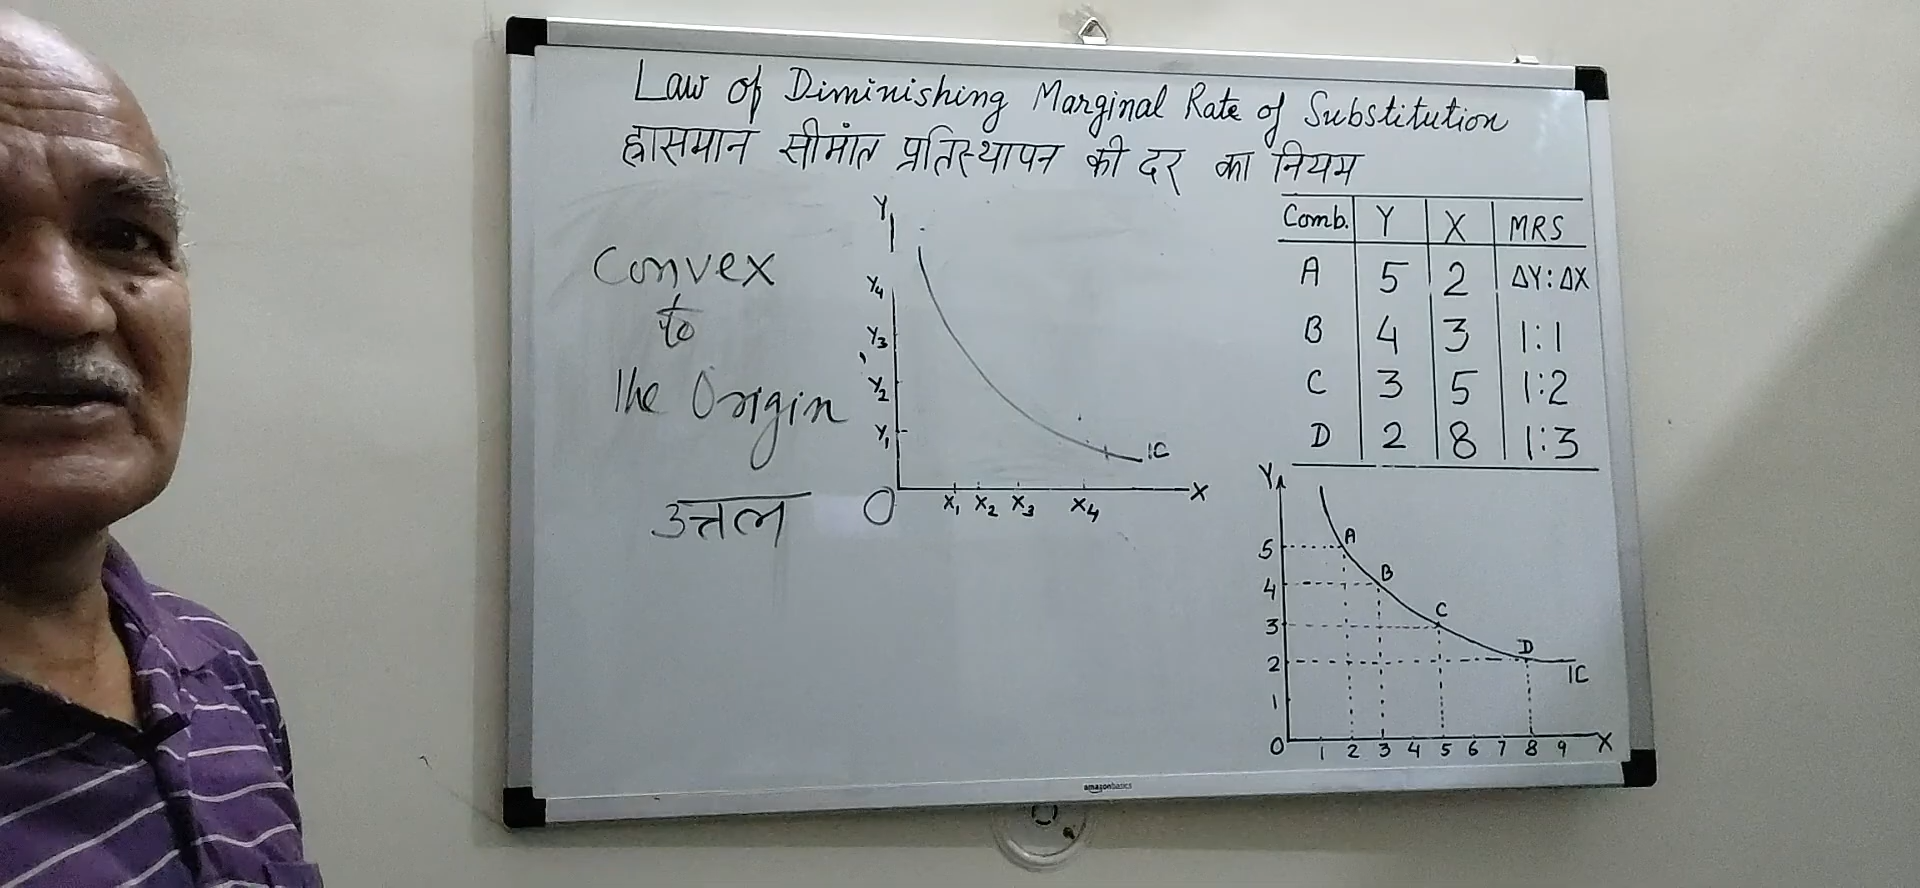 Law of Diminishing Marginal Rate of Substitution
ह्रासमान सीमांत प्रतिस्थापन की दर का नियम
Convex
to
the Origin
उत्तल
Y
Y4
Y3
Y2
Y1
O
X1 X2 X3 X4 X
IC
Comb. Y X MRS
A 5 2 ΔY:ΔX
B 4 3 1:1
C 3 5 1:2
D 2 8 1:3
Y
5 A
4 B
3 C
2 D
IC
1
0 1 2 3 4 5 6 7 8 9 X
amazonbasics